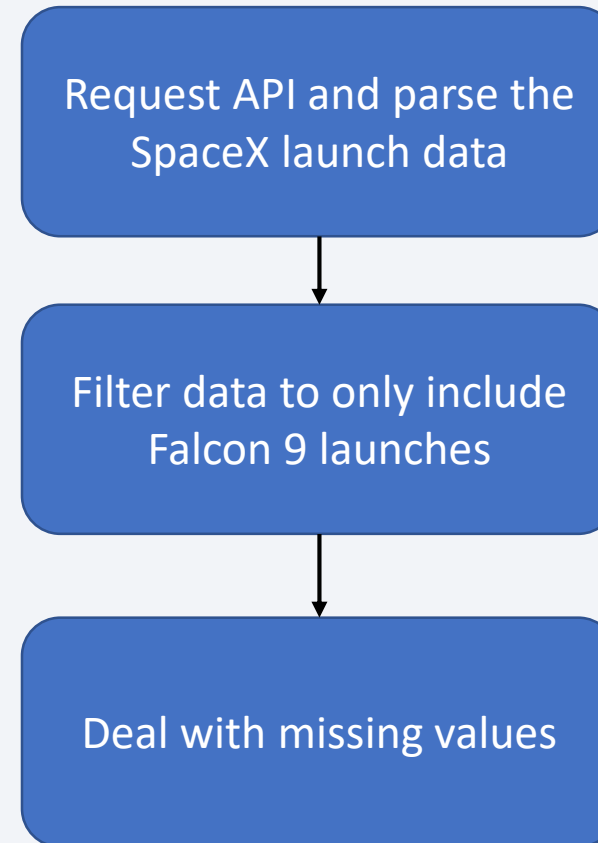 Request API and parse the
SpaceX launch data
Filter data to only include
Falcon 9 launches
Deal with missing values